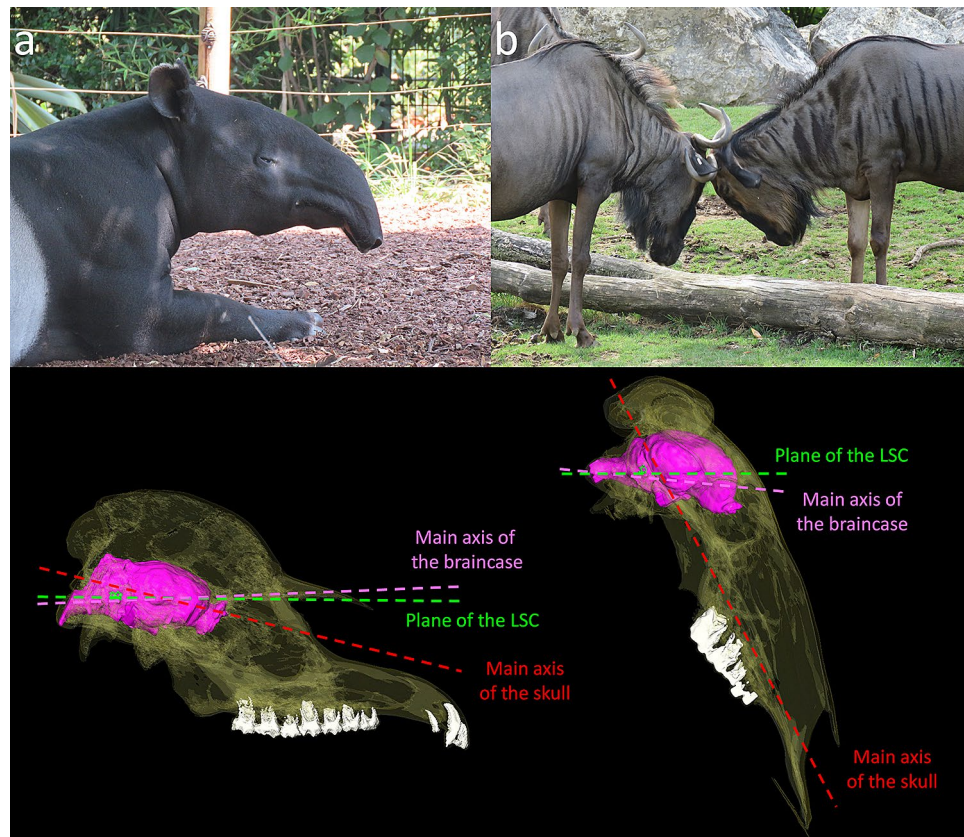 a
b
Main axis of
the braincase
Plane of the LSC
Main axis
of the skull
Plane of the LSC
Main axis of
the braincase
Main axis
of the skull